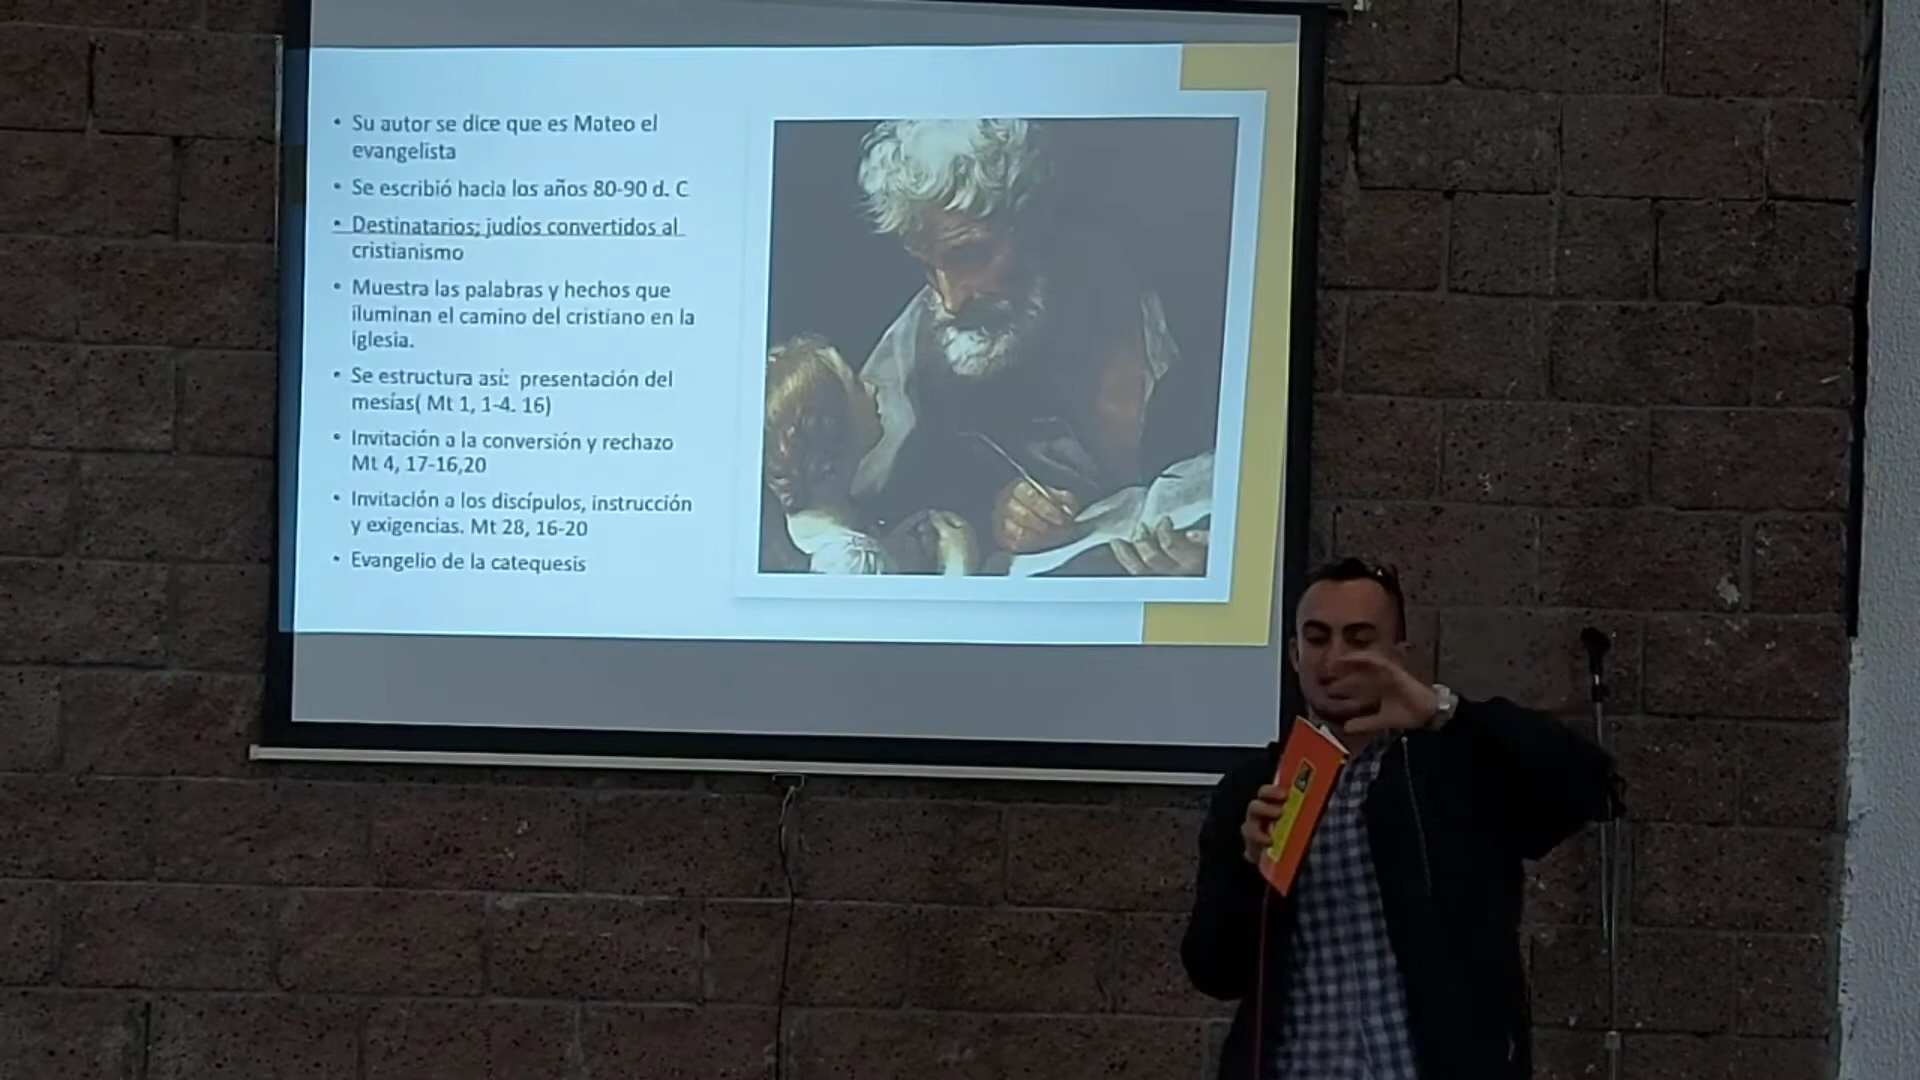 • Su autor se dice que es Mateo el
evangelista
• Se escribió hacia los años 80-90 d. C
• Destinatarios; judíos convertidos al
cristianismo
• Muestra las palabras y hechos que
iluminan el camino del cristiano en la
iglesia.
• Se estructura así: presentación del
mesías( Mt 1, 1-4. 16)
• Invitación a la conversión y rechazo
Mt 4, 17-16,20
• Invitación a los discípulos, instrucción
y exigencias. Mt 28, 16-20
• Evangelio de la catequesis